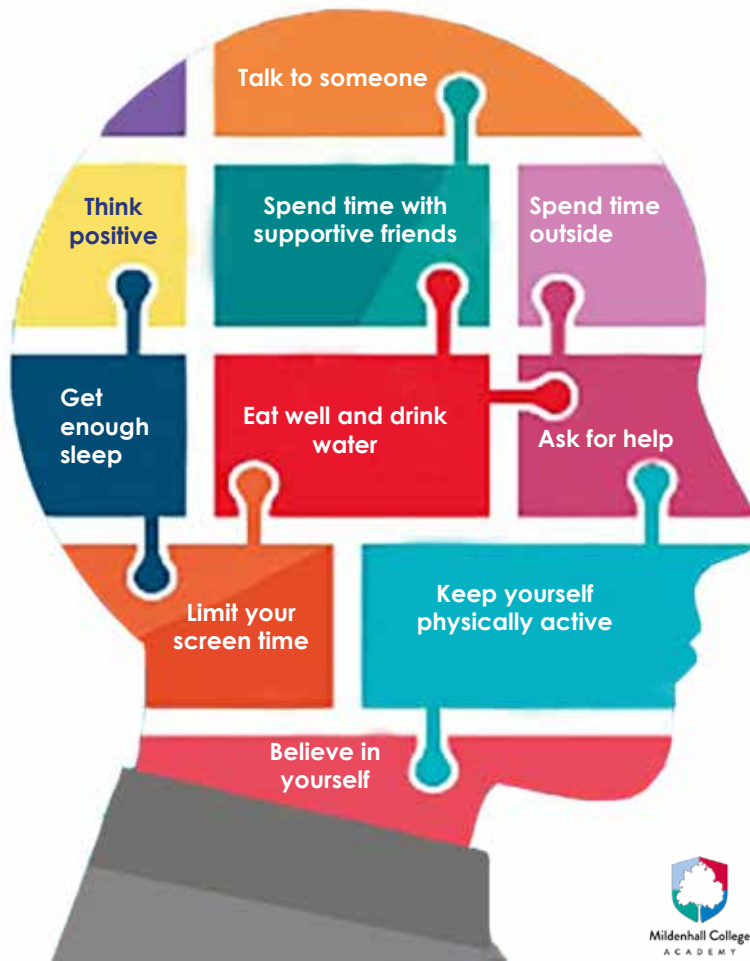 Talk to someone
Think
positive
Spend time with
supportive friends
Spend time
outside
Get
enough
sleep
Eat well and drink
water
Ask for help
Limit your
screen time
Keep yourself
physically active
Believe in
yourself
Mildenhall College
ACADEMY